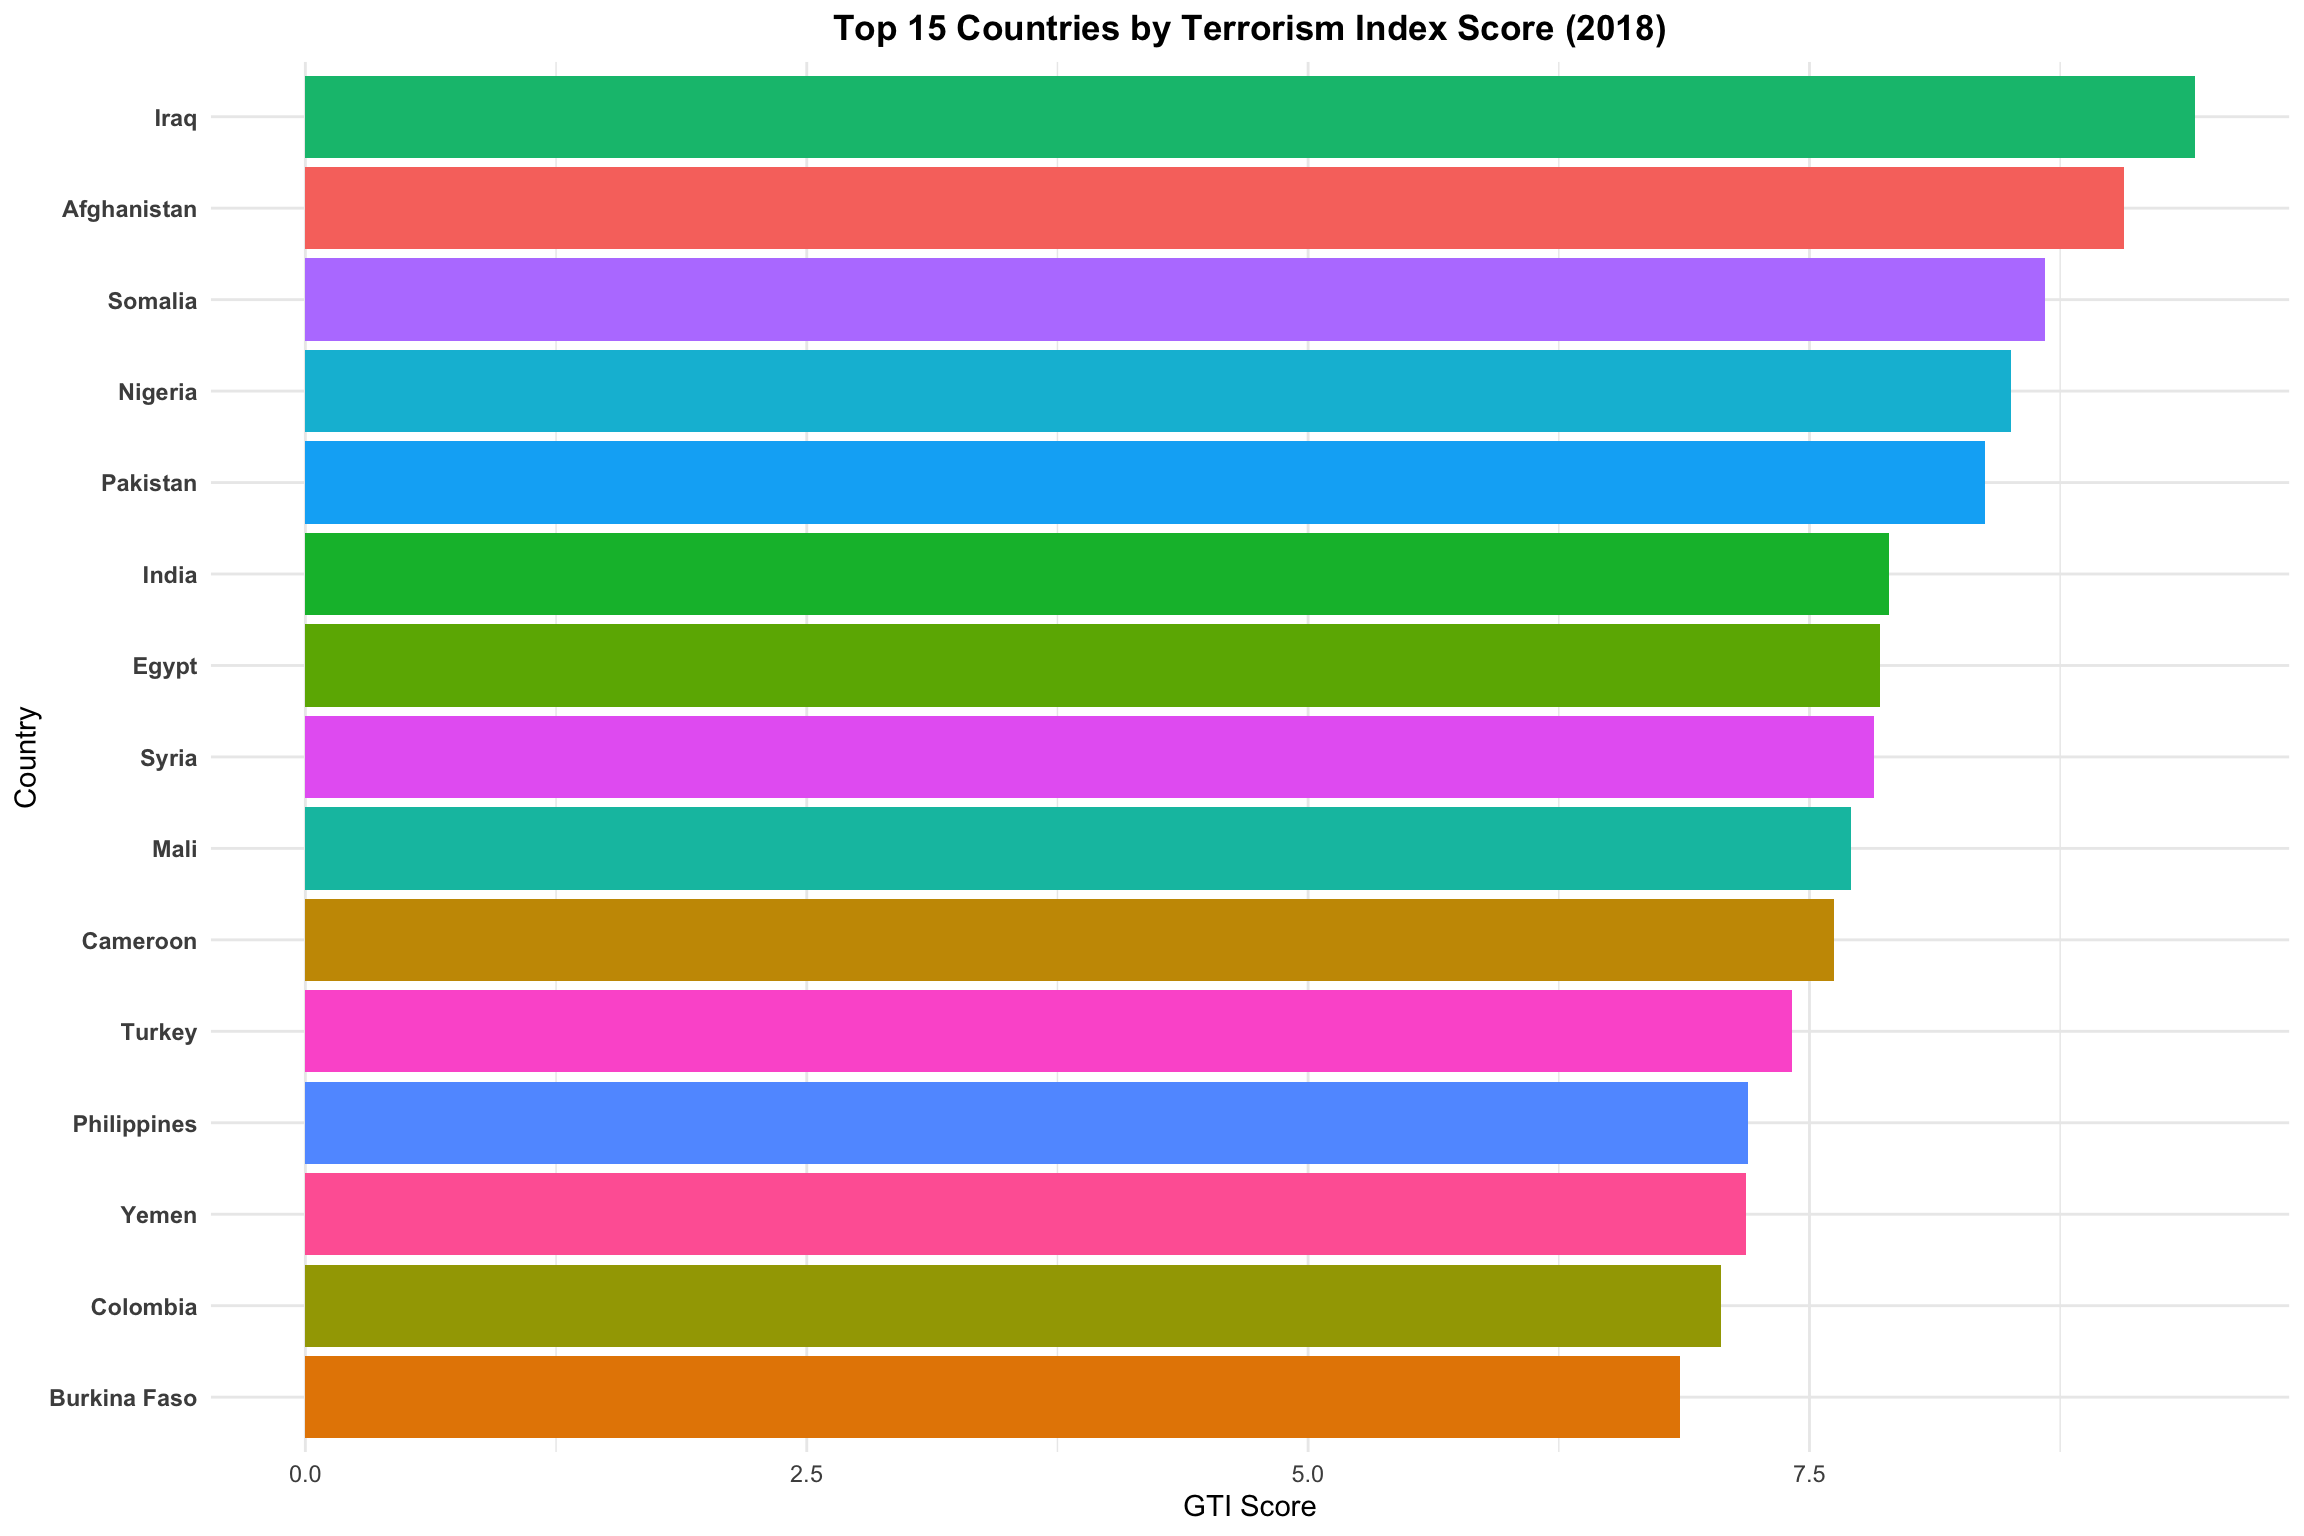 Top 15 Countries by Terrorism Index Score (2018)
Country
Iraq
Afghanistan
Somalia
Nigeria
Pakistan
India
Egypt
Syria
Mali
Cameroon
Turkey
Philippines
Yemen
Colombia
Burkina Faso
0.0 2.5 5.0 7.5
GTI Score